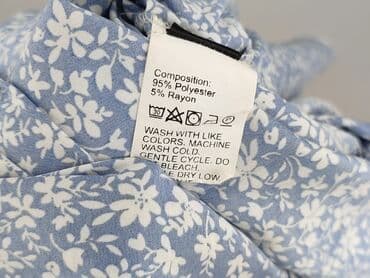 Composition:
95% Polyester
5% Rayon
WASH WITH LIKE
COLORS. MACHINE
WASH COLD.
GENTLE CYCLE. DO
BLEACH.
DRY LOW